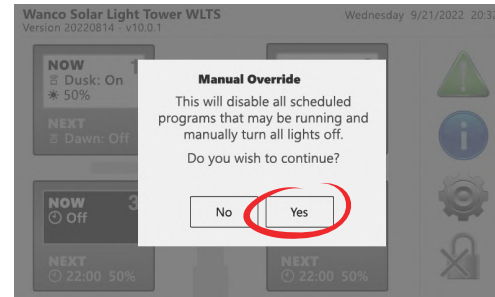 Wanco Solar Light Tower WLTS
Wednesday 9/21/2022 20:32
Version 20220814 – v10.0.1
NOW 1
Dusk: On
50%
NEXT
Dawn: Off
Manual Override
This will disable all scheduled
programs that may be running and
manually turn all lights off.
Do you wish to continue?
No
Yes
NOW 3
Off
NEXT
22:00 50%
NEXT
22:00 50%